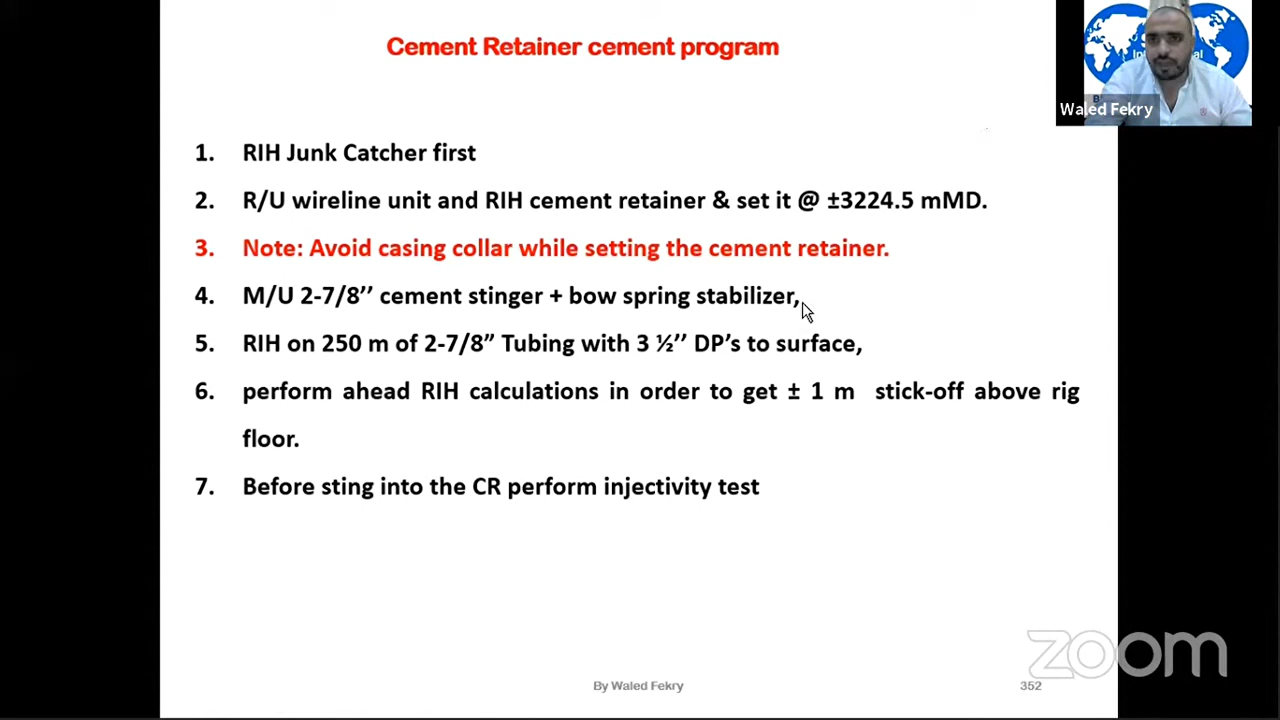 Cement Retainer cement program
Waled Fekry
1. RIH Junk Catcher first
2. R/U wireline unit and RIH cement retainer & set it @ ±3224.5 mMD.
3. Note: Avoid casing collar while setting the cement retainer.
4. M/U 2-7/8’’ cement stinger + bow spring stabilizer,
5. RIH on 250 m of 2-7/8” Tubing with 3 ½’’ DP’s to surface,
6. perform ahead RIH calculations in order to get ± 1 m stick-off above rig
floor.
7. Before sting into the CR perform injectivity test
zoom
By Waled Fekry
352